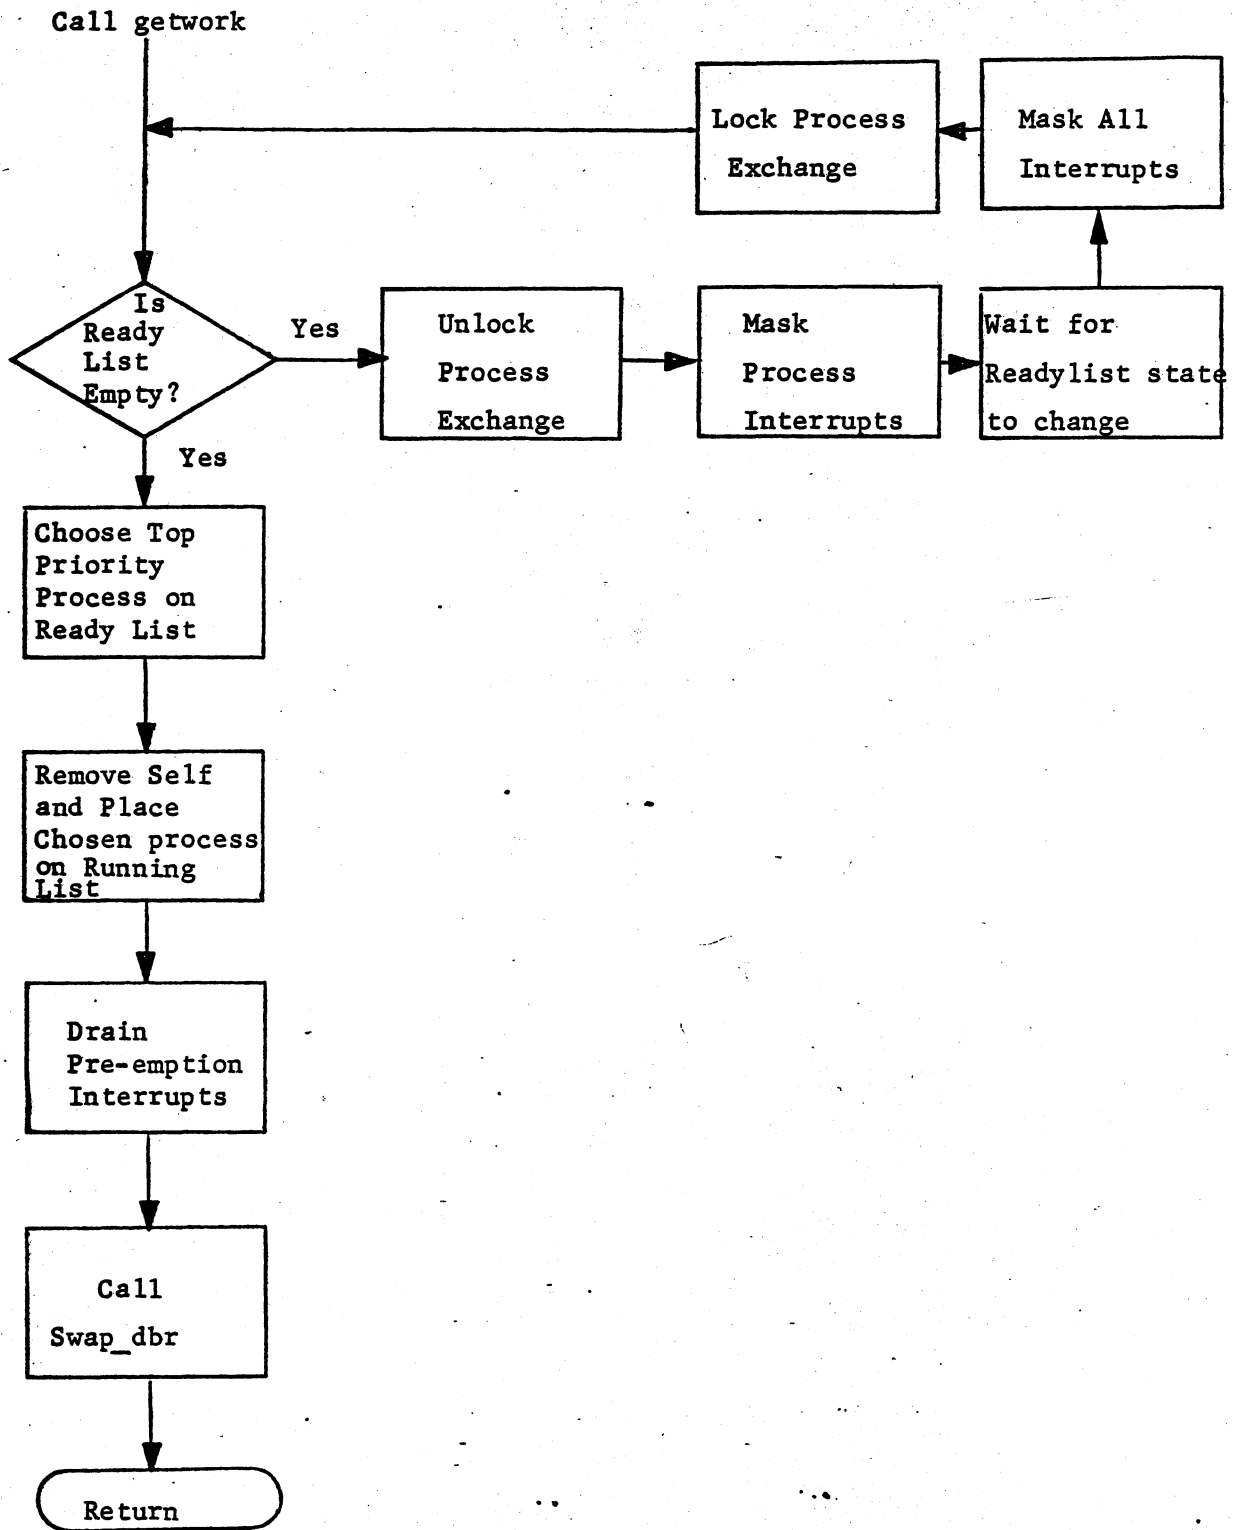 Call getwork
Lock Process
Exchange
Mask All
Interrupts
Is
Ready
List
Empty?
Yes
Unlock
Process
Exchange
Mask
Process
Interrupts
Wait for
Readylist state
to change
Yes
Choose Top
Priority
Process on
Ready List
Remove Self
and Place
Chosen process
on Running
List
Drain
Pre-emption
Interrupts
Call
Swap_dbr
Return